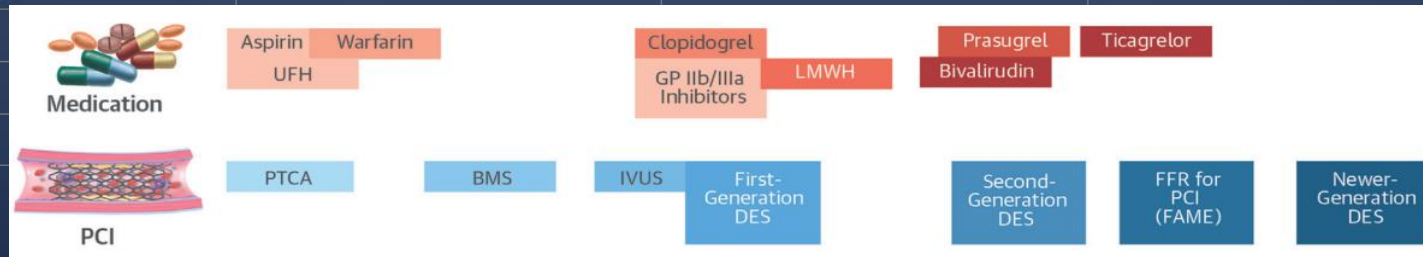 Aspirin
Warfarin
UFH
Clopidogrel
GP IIb/IIIa
Inhibitors
LMWH
Prasugrel
Ticagrelor
Bivalirudin
Medication
PTCA
BMS
IVUS
First-
Generation
DES
Second-
Generation
DES
FFR for
PCI
(FAME)
Newer-
Generation
DES
PCI